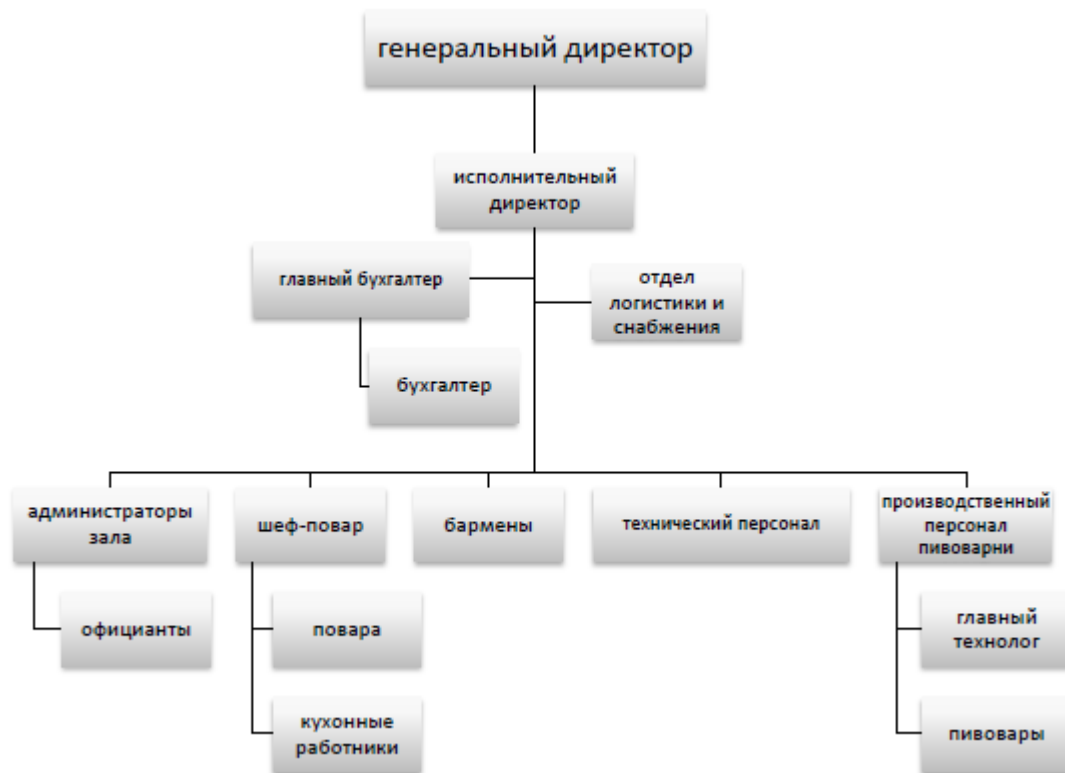 генеральный директор
исполнительный
директор
главный бухгалтер
отдел
логистики и
снабжения
бухгалтер
администраторы
зала
шеф-повар
бармены
технический персонал
производственный
персонал
пивоварни
официанты
повара
главный
технолог
кухонные
работники
пивовары